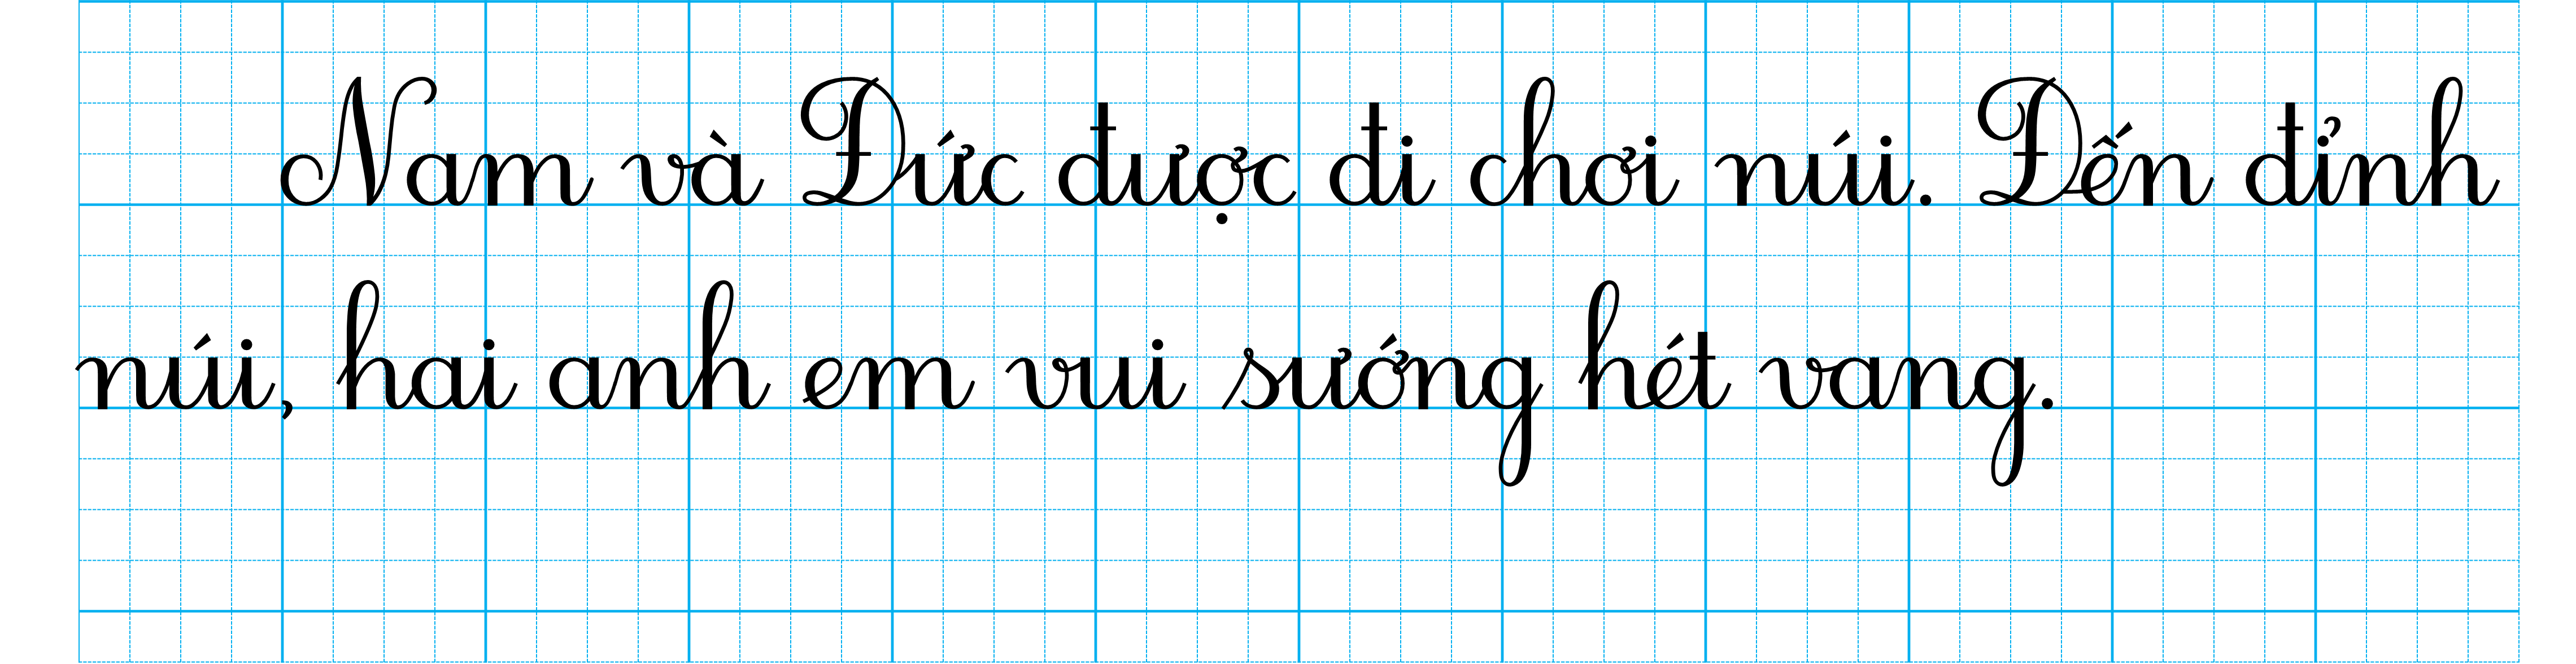 Nam và Đức được đi chơi núi. Đến đỉnh
núi, hai anh em vui sướng hét vang.